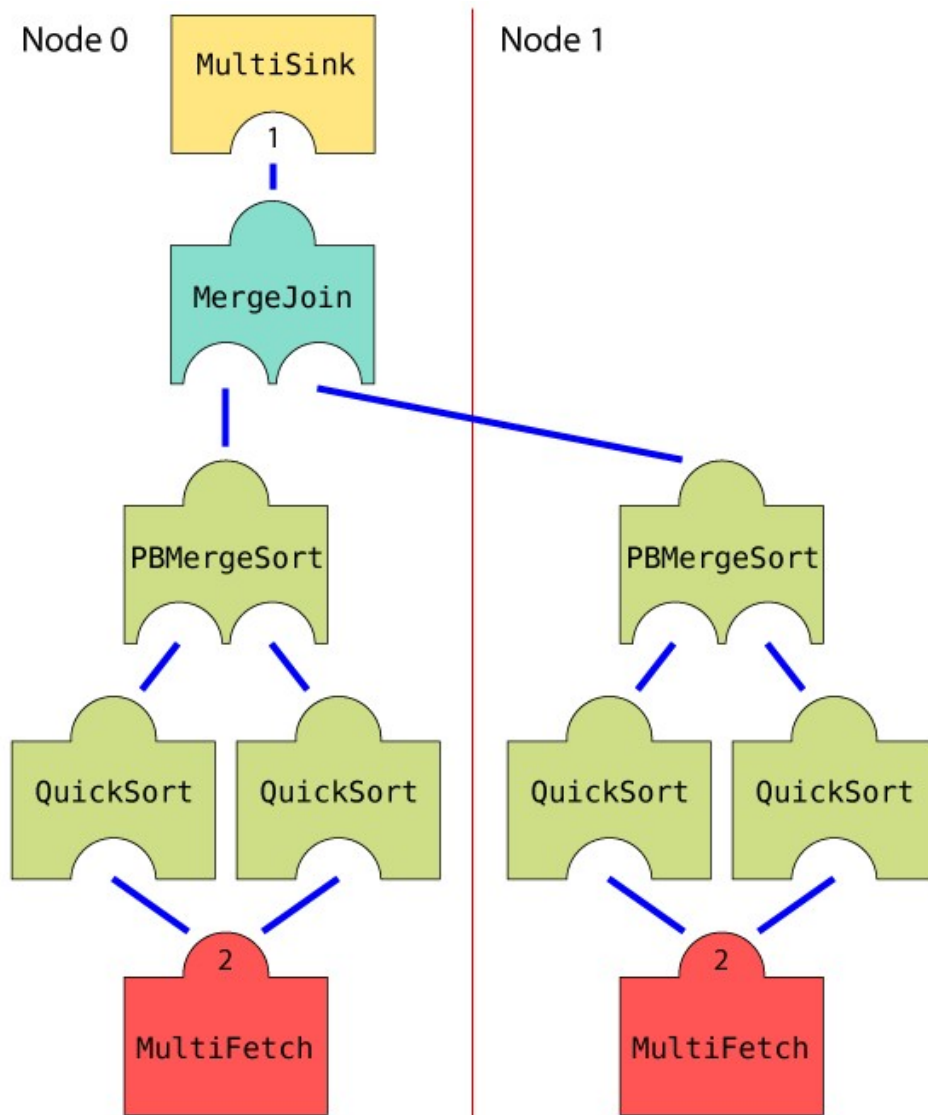 Node 0
Node 1
MultiSink
1
MergeJoin
PBMergeSort
PBMergeSort
QuickSort
QuickSort
QuickSort
QuickSort
2
2
MultiFetch
MultiFetch